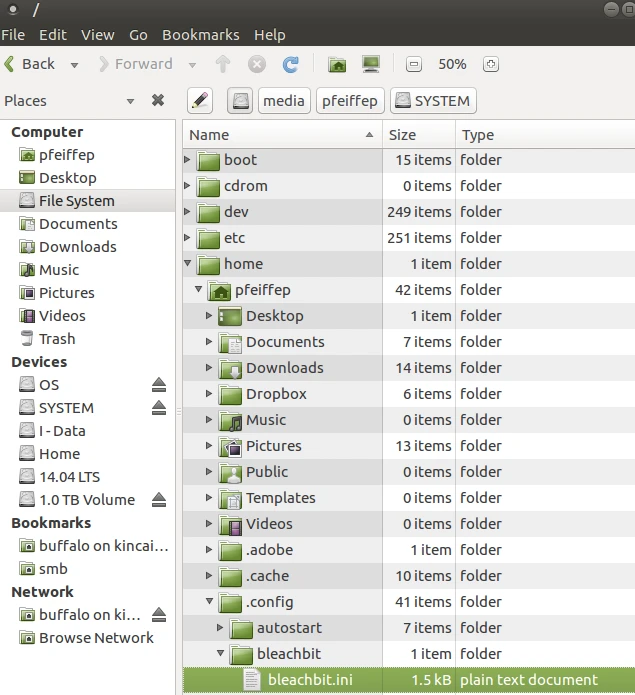 /
File Edit View Go Bookmarks Help
Back Forward 50%
Places media pfeiffep SYSTEM
Computer
pfeiffep
Desktop
File System
Documents
Downloads
Music
Pictures
Videos
Trash
Devices
OS
SYSTEM
I - Data
Home
14.04 LTS
1.0 TB Volume
Bookmarks
buffalo on kincai...
smb
Network
buffalo on ki...
Browse Network
Name Size Type
boot 15 items folder
cdrom 0 items folder
dev 249 items folder
etc 251 items folder
home 1 item folder
pfeiffep 42 items folder
Desktop 1 item folder
Documents 7 items folder
Downloads 14 items folder
Dropbox 6 items folder
Music 0 items folder
Pictures 13 items folder
Public 0 items folder
Templates 0 items folder
Videos 0 items folder
.adobe 1 item folder
.cache 10 items folder
.config 41 items folder
autostart 7 items folder
bleachbit 1 item folder
bleachbit.ini 1.5 kB plain text document